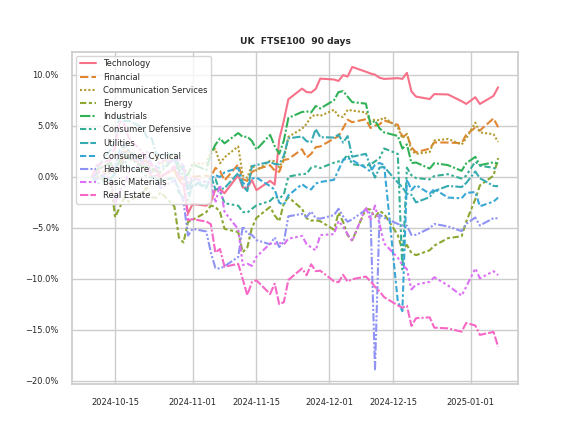 UK  FTSE100  90 days
10.0%
5.0%
0.0%
−5.0%
−10.0%
−15.0%
−20.0%
Technology
Financial
Communication Services
Energy
Industrials
Consumer Defensive
Utilities
Consumer Cyclical
Healthcare
Basic Materials
Real Estate
2024-10-15
2024-11-01
2024-11-15
2024-12-01
2024-12-15
2025-01-01